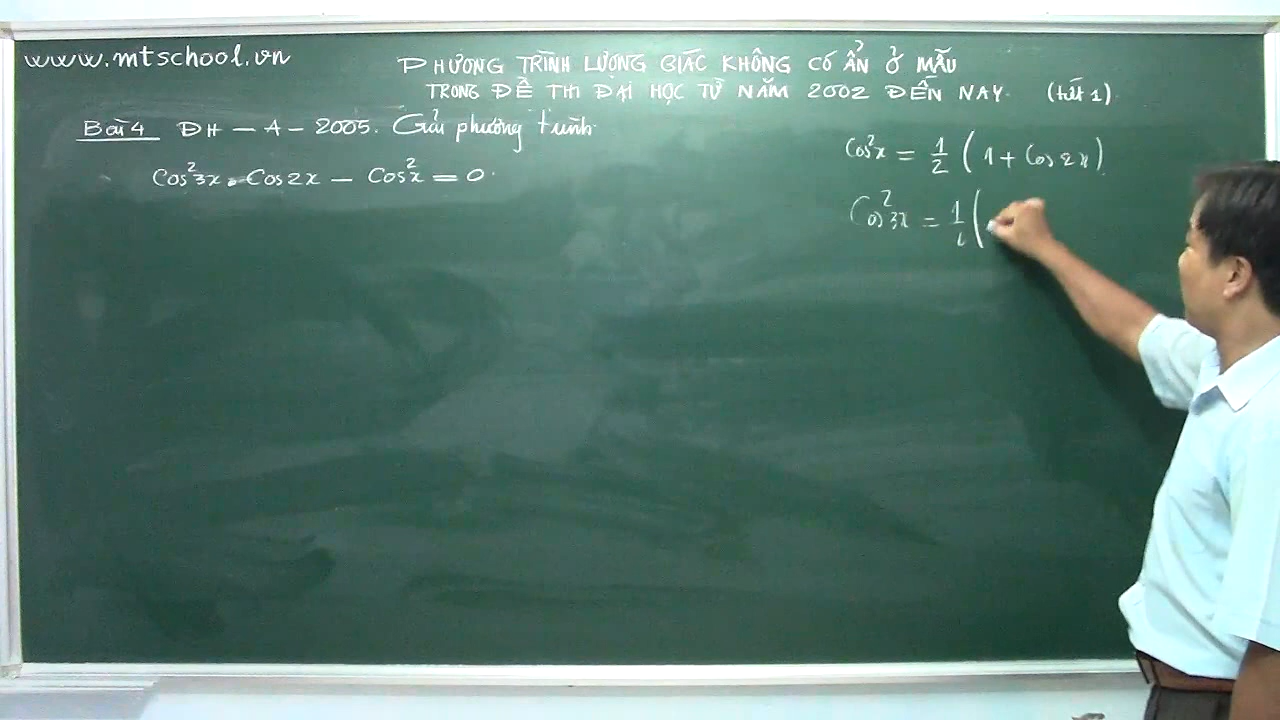 www.mtschool.vn
PHƯƠNG TRÌNH LƯỢNG GIÁC KHÔNG CÓ ẨN Ở MẪU
TRONG ĐỀ THI ĐẠI HỌC TỪ NĂM 2002 ĐẾN NAY. (tiết 1).
Bài 4 ĐH - A - 2005. Giải phương trình
Cos²3x.Cos2x - Cos²x = 0.
Cos²x = 1/2 (1 + Cos2x)
Cos²3x = 1/2 (